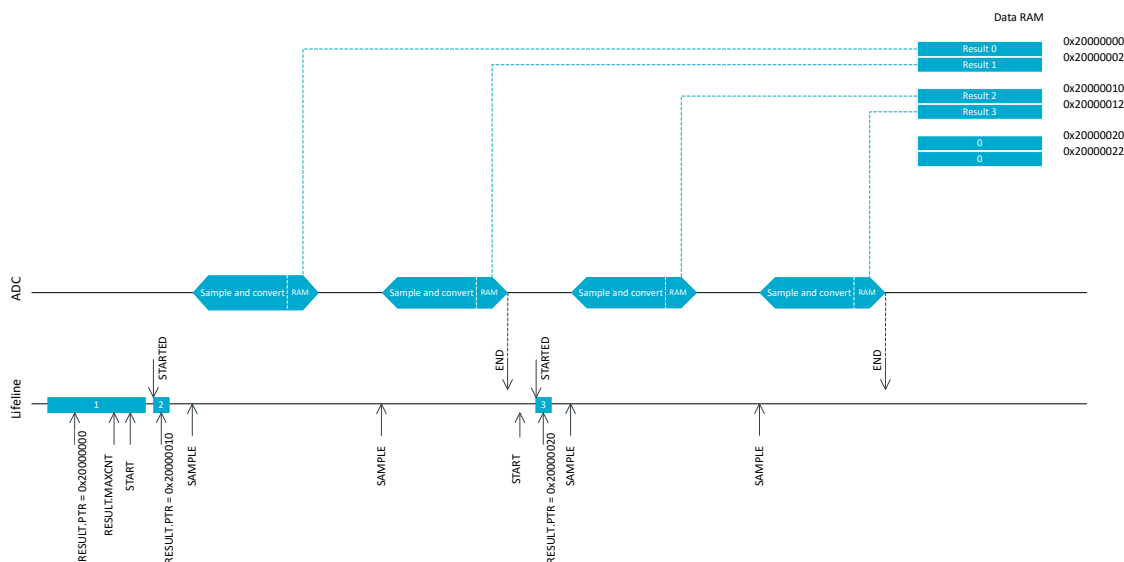 Data RAM
Result 0
0x20000000
Result 1
0x20000002
Result 2
0x20000010
Result 3
0x20000012
0
0x20000020
0
0x20000022
ADC
Sample and convert
RAM
Sample and convert
RAM
Sample and convert
RAM
Sample and convert
RAM
STARTED
END
STARTED
END
Lifeline
1
2
3
RESULT.PTR = 0x20000000
RESULT.MAXCNT
START
RESULT.PTR = 0x20000010
SAMPLE
SAMPLE
START
RESULT.PTR = 0x20000020
SAMPLE
SAMPLE